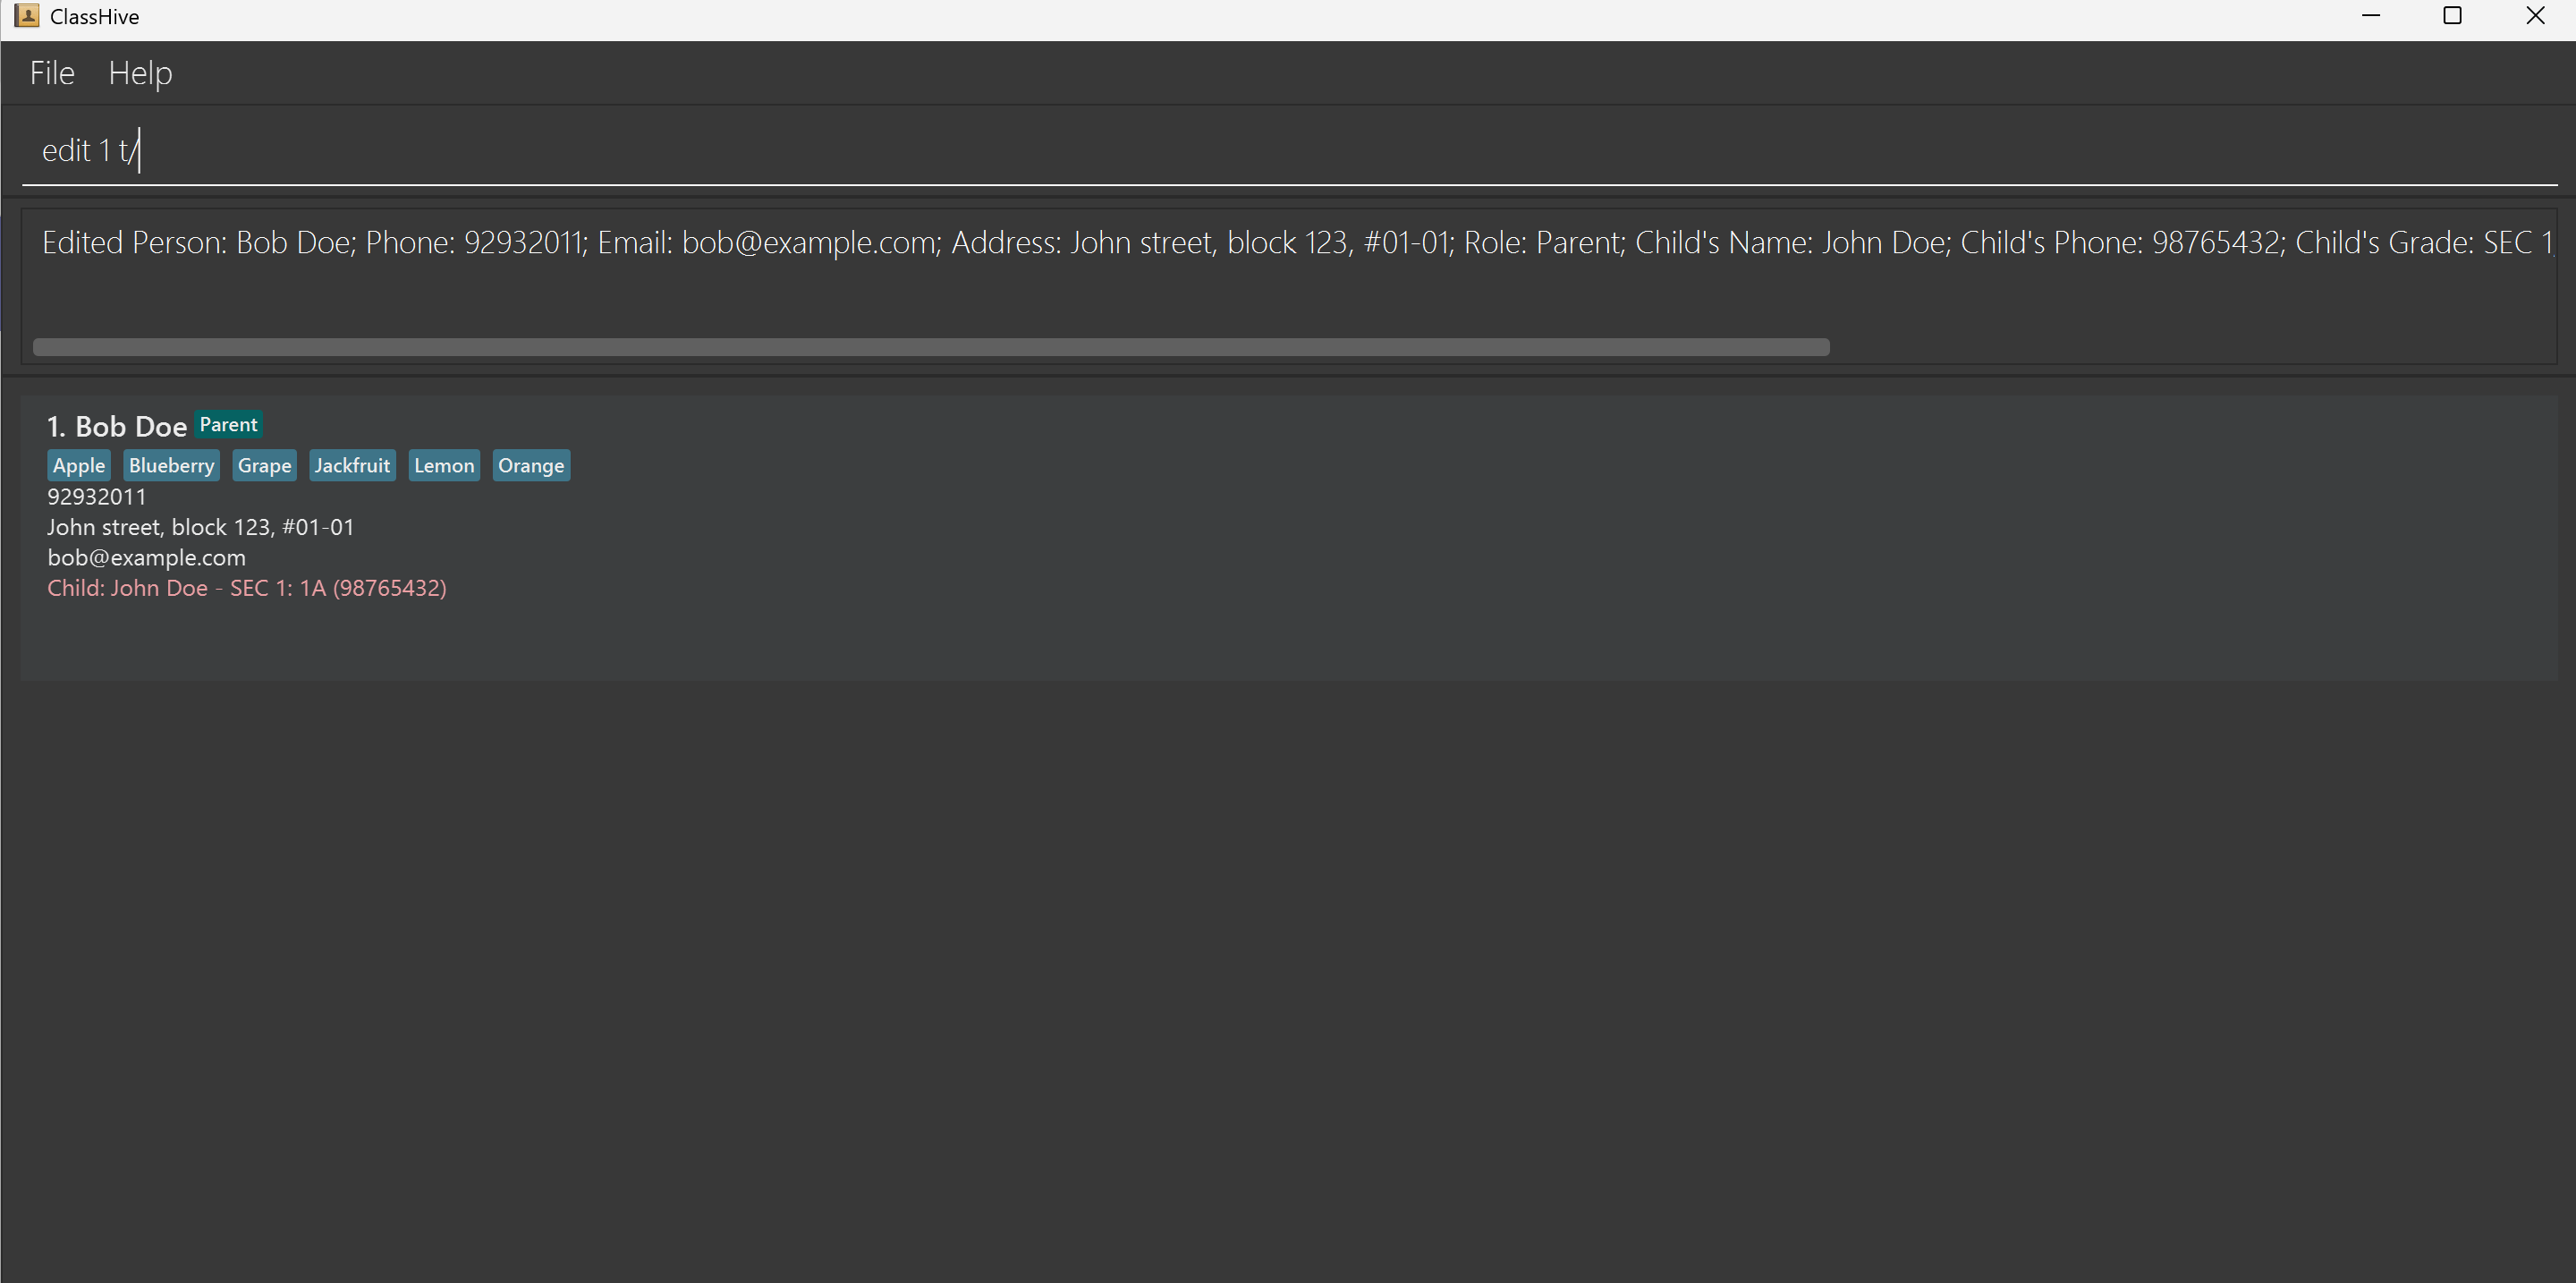 ClassHive
File Help
edit 1 t/
Edited Person: Bob Doe; Phone: 92932011; Email: bob@example.com; Address: John street, block 123, #01-01; Role: Parent; Child's Name: John Doe; Child's Phone: 98765432; Child's Grade: SEC 1
1. Bob Doe Parent
Apple Blueberry Grape Jackfruit Lemon Orange
92932011
John street, block 123, #01-01
bob@example.com
Child: John Doe - SEC 1: 1A (98765432)